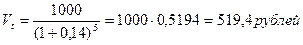 V₅ = 1000 / (1 + 0,14)⁵ = 1000 · 0,5194 = 519,4 рублей